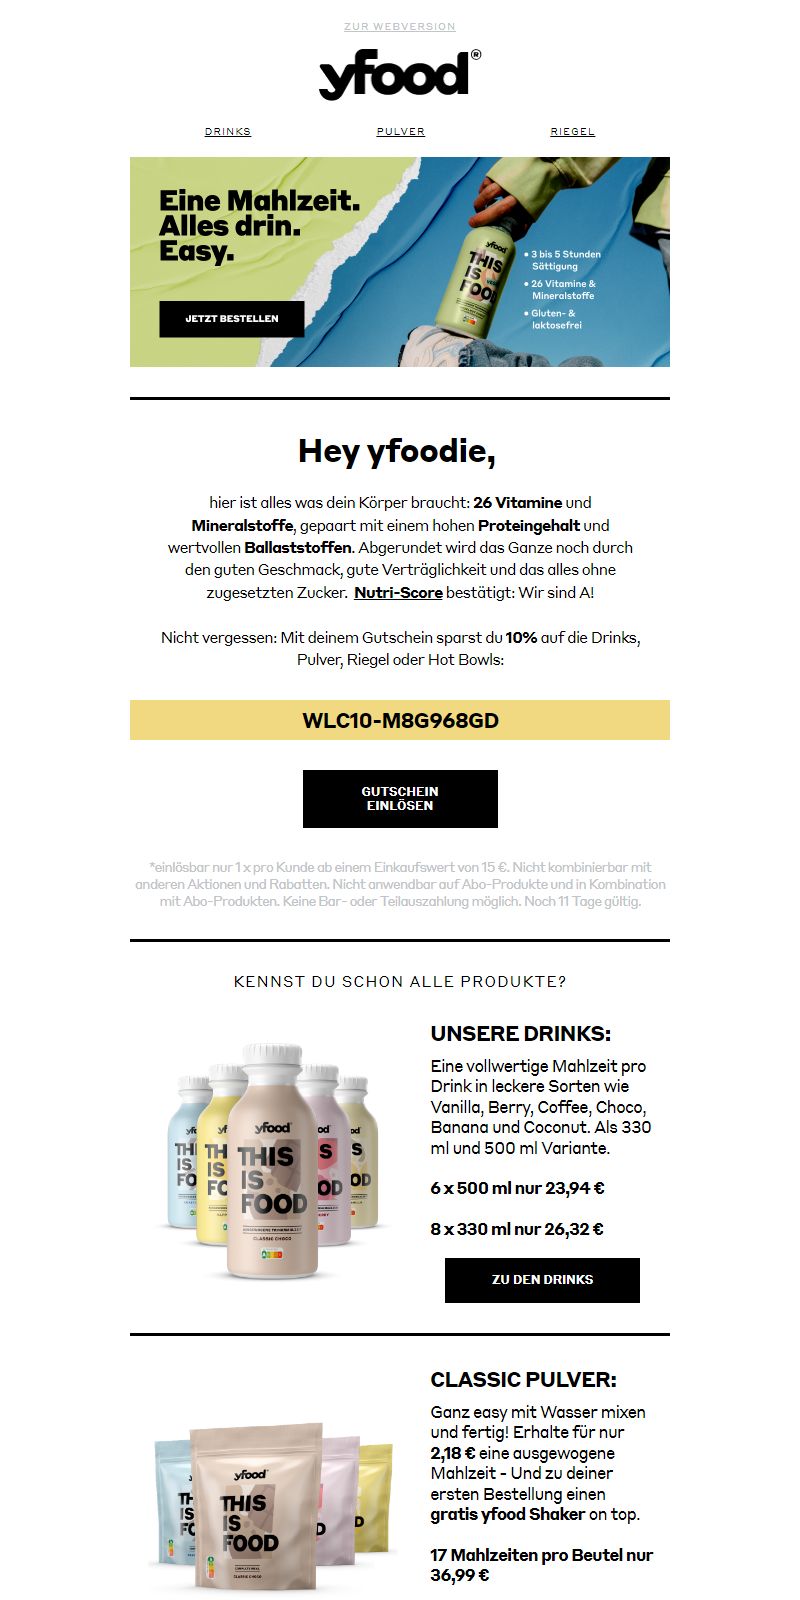 ZUR WEBVERSION
yfood®
DRINKS
PULVER
RIEGEL
Eine Mahlzeit.
Alles drin.
Easy.
JETZT BESTELLEN
yfood
THIS
IS
FOOD
• 3 bis 5 Stunden
Sättigung
• 26 Vitamine &
Mineralstoffe
• Gluten- &
laktosefrei
Hey yfoodie,
hier ist alles was dein Körper braucht: 26 Vitamine und
Mineralstoffe, gepaart mit einem hohen Proteingehalt und
wertvollen Ballaststoffen. Abgerundet wird das Ganze noch durch
den guten Geschmack, gute Verträglichkeit und das alles ohne
zugesetzten Zucker. Nutri-Score bestätigt: Wir sind A!
Nicht vergessen: Mit deinem Gutschein sparst du 10% auf die Drinks,
Pulver, Riegel oder Hot Bowls:
WLC10-M8G968GD
GUTSCHEIN
EINLÖSEN
*einlösbar nur 1 x pro Kunde ab einem Einkaufswert von 15 €. Nicht kombinierbar mit
anderen Aktionen und Rabatten. Nicht anwendbar auf Abo-Produkte und in Kombination
mit Abo-Produkten. Keine Bar- oder Teilauszahlung möglich. Noch 11 Tage gültig.
KENNST DU SCHON ALLE PRODUKTE?
yfood
THIS
IS
FOOD
CLASSIC CHOCO
UNSERE DRINKS:
Eine vollwertige Mahlzeit pro
Drink in leckere Sorten wie
Vanilla, Berry, Coffee, Choco,
Banana und Coconut. Als 330
ml und 500 ml Variante.
6 x 500 ml nur 23,94 €
8 x 330 ml nur 26,32 €
ZU DEN DRINKS
yfood
THIS
IS
FOOD
CLASSIC CHOCO
CLASSIC PULVER:
Ganz easy mit Wasser mixen
und fertig! Erhalte für nur
2,18 € eine ausgewogene
Mahlzeit - Und zu deiner
ersten Bestellung einen
gratis yfood Shaker on top.
17 Mahlzeiten pro Beutel nur
36,99 €